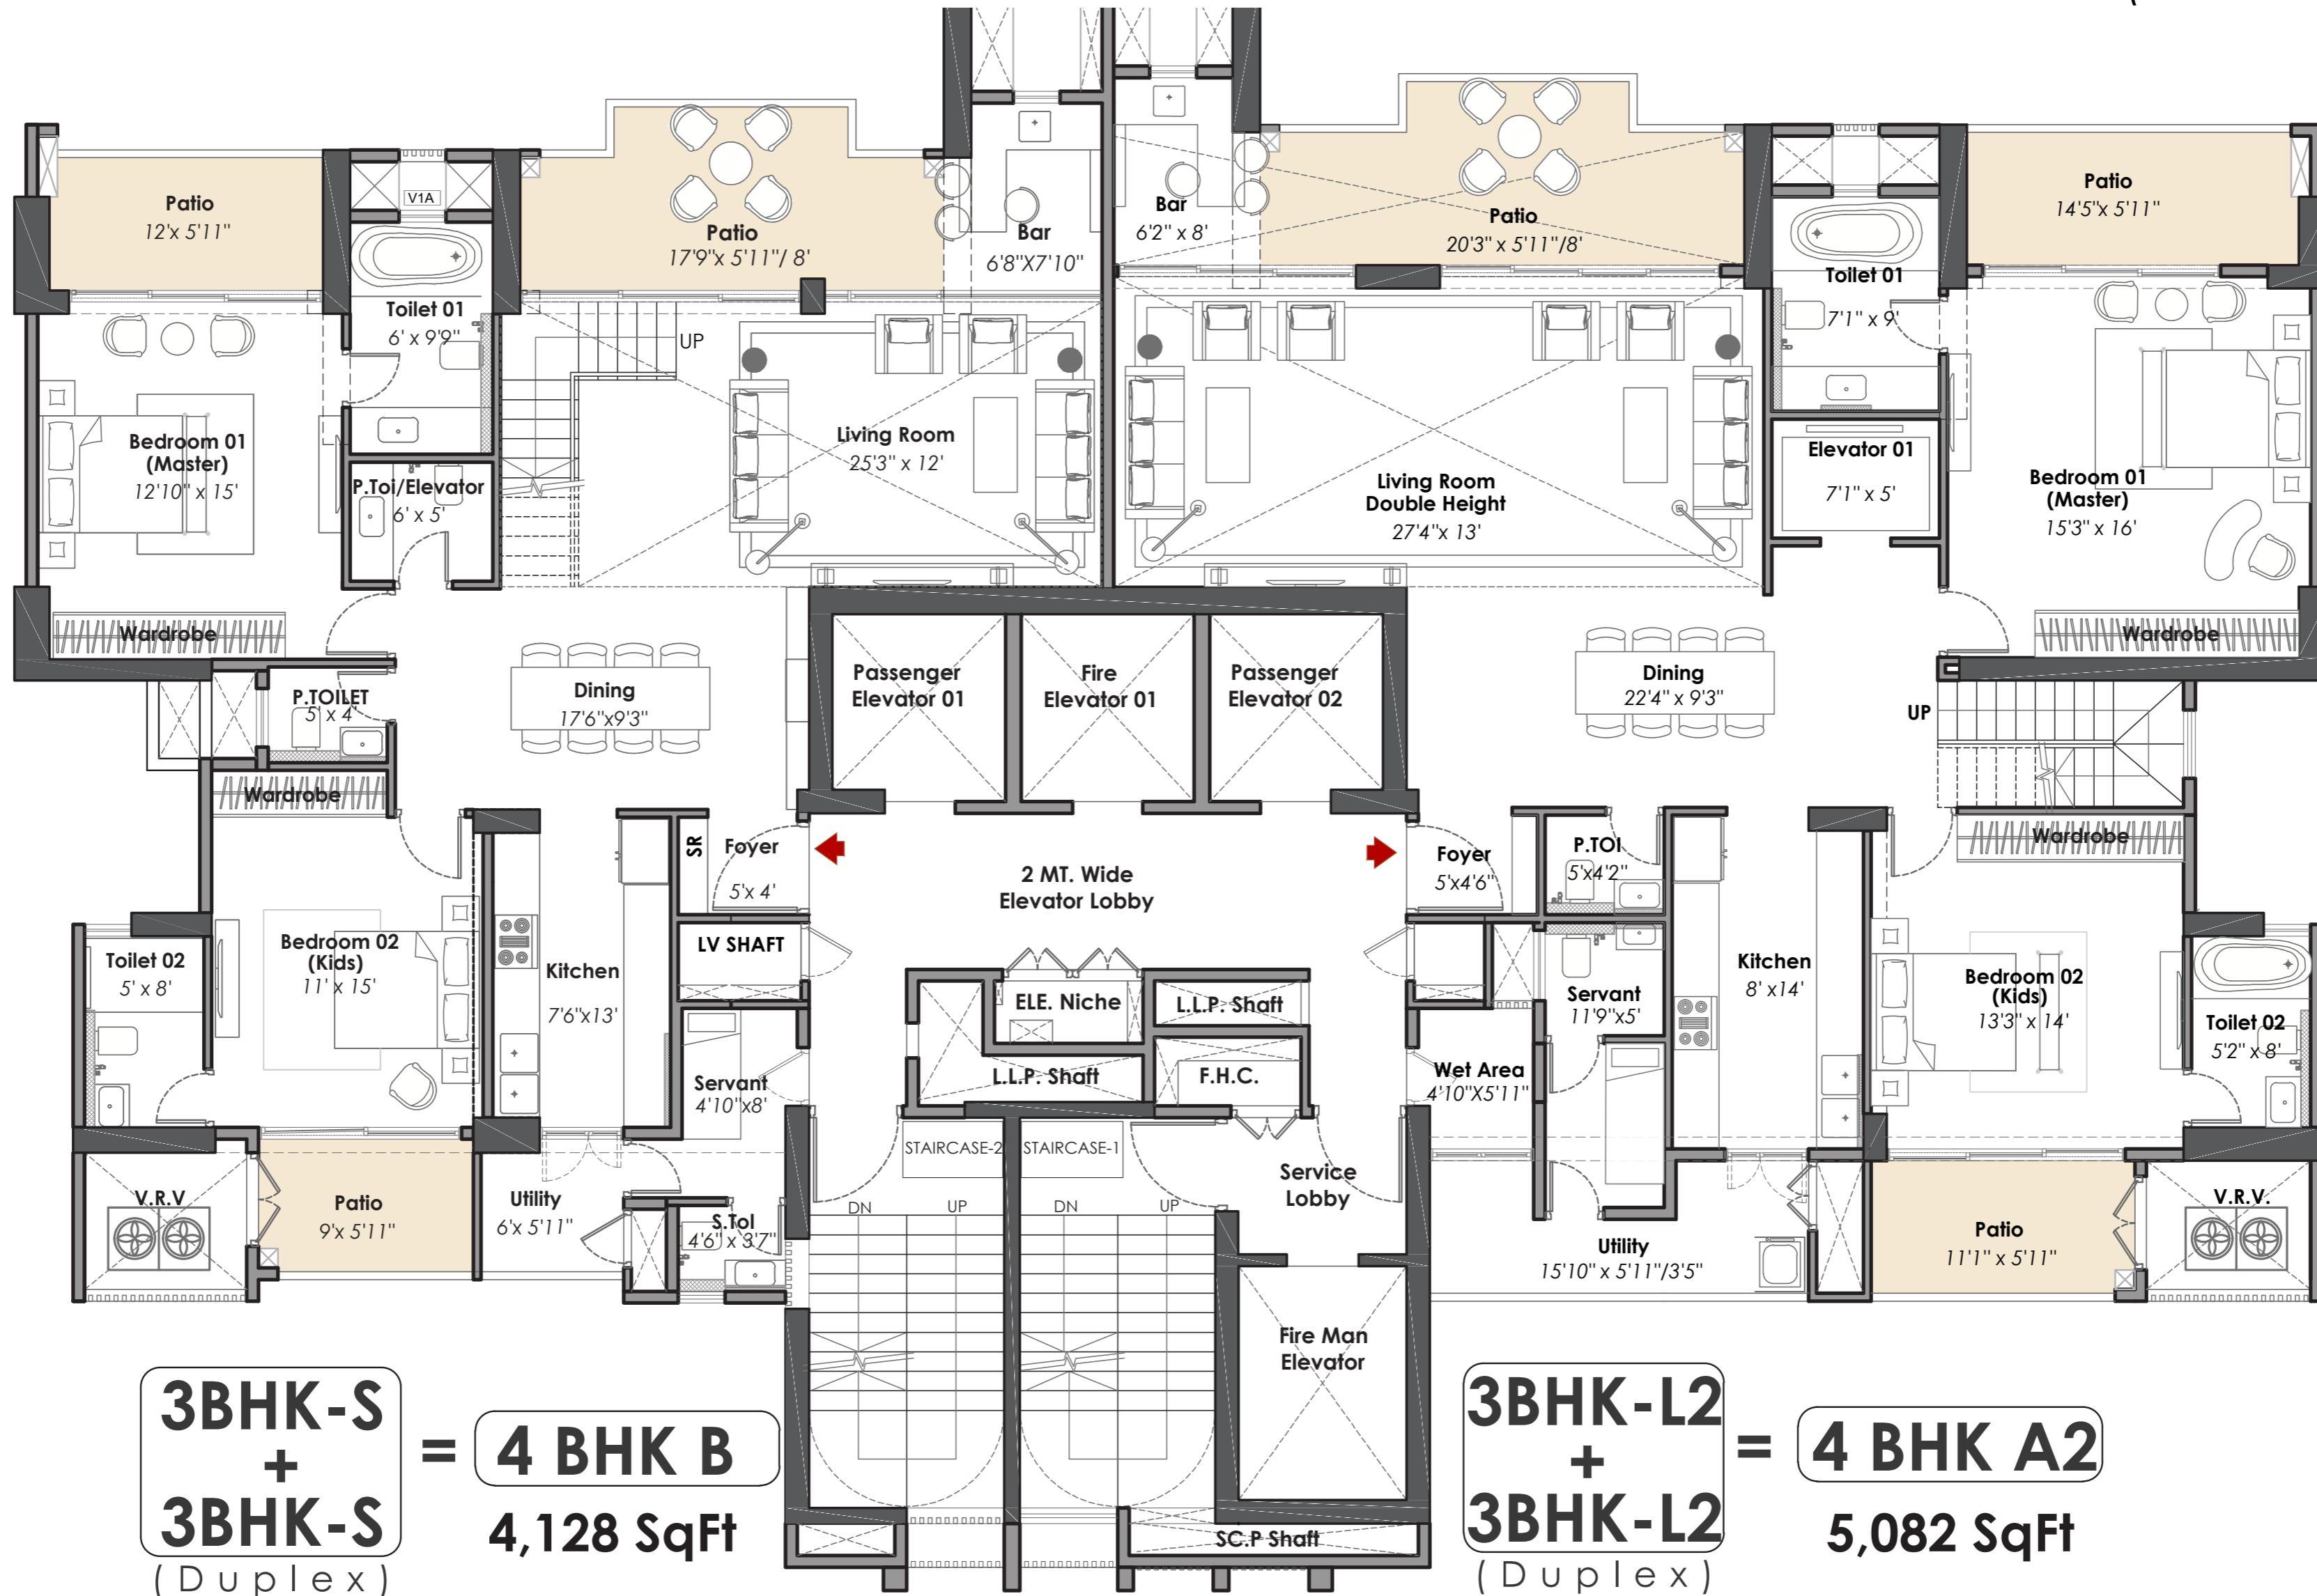 (
Patio
12'x 5'11"
V1A
Toilet 01
6' x 9'9"
Patio
17'9"x 5'11"/ 8'
Bar
6'8"X7'10"
Bar
6'2" x 8'
Patio
20'3" x 5'11"/8'
Toilet 01
7'1" x 9'
Patio
14'5"x 5'11"
UP
Bedroom 01
(Master)
12'10" x 15'
P.Toi/Elevator
6' x 5'
Living Room
25'3" x 12'
Living Room
Double Height
27'4"x 13'
Elevator 01
7'1" x 5'
Bedroom 01
(Master)
15'3" x 16'
Wardrobe
P.TOILET
5' x 4'
Wardrobe
Dining
17'6"x9'3"
Passenger
Elevator 01
Fire
Elevator 01
Passenger
Elevator 02
Dining
22'4" x 9'3"
Wardrobe
UP
Wardrobe
SR
Foyer
5'x 4'
2 MT. Wide
Elevator Lobby
Foyer
5'x4'6"
P.TOI
5'x4'2"
Toilet 02
5' x 8'
Bedroom 02
(Kids)
11' x 15'
Kitchen
7'6"x13'
LV SHAFT
Servant
4'10"x8'
ELE. Niche
L.L.P. Shaft
L.L.P. Shaft
F.H.C.
Wet Area
4'10"X5'11"
Servant
11'9"x5'
Kitchen
8' x14'
Bedroom 02
(Kids)
13'3" x 14'
Toilet 02
5'2" x 8'
V.R.V
Patio
9'x 5'11"
Utility
6'x 5'11"
S.Tol
4'6" x 3'7"
STAIRCASE-2
STAIRCASE-1
DN
UP
DN
UP
Service
Lobby
Utility
15'10" x 5'11"/3'5"
Patio
11'1" x 5'11"
V.R.V.
Fire Man
Elevator
SC.P Shaft
3BHK-S
+
3BHK-S
(Duplex)
= 4 BHK B
4,128 SqFt
3BHK-L2
+
3BHK-L2
(Duplex)
= 4 BHK A2
5,082 SqFt